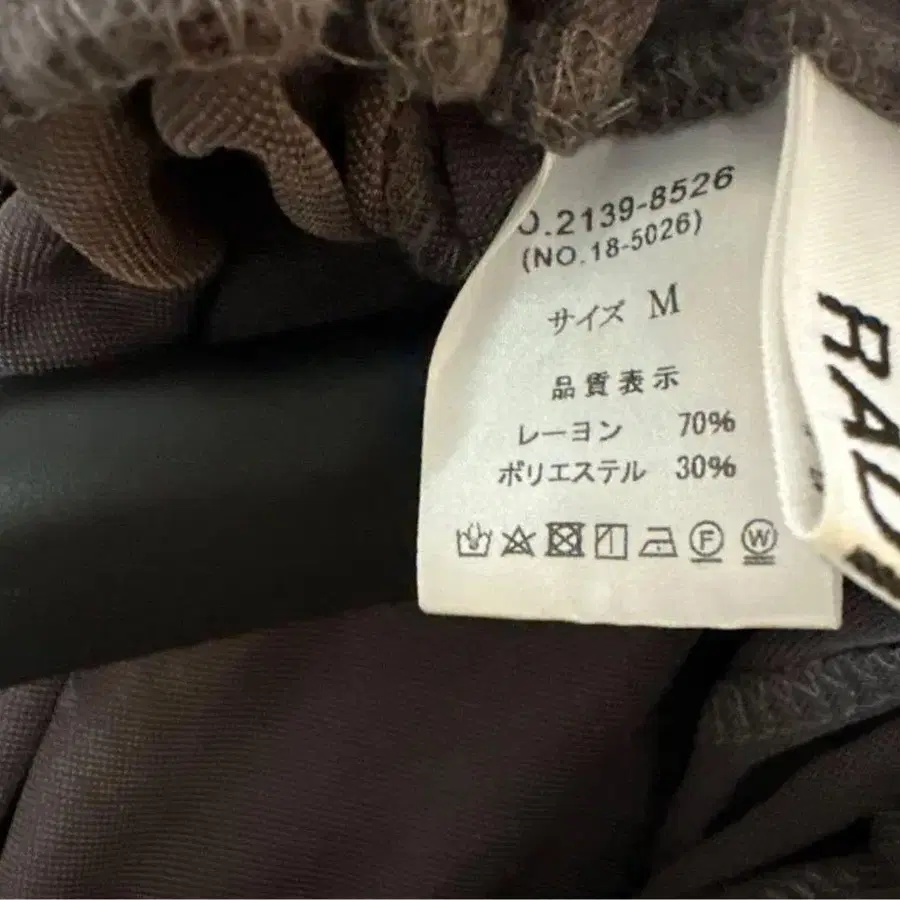 O.2139-8526
(NO.18-5026)
サイズ M
品質表示
レーヨン 70%
ポリエステル 30%
F W
RAD